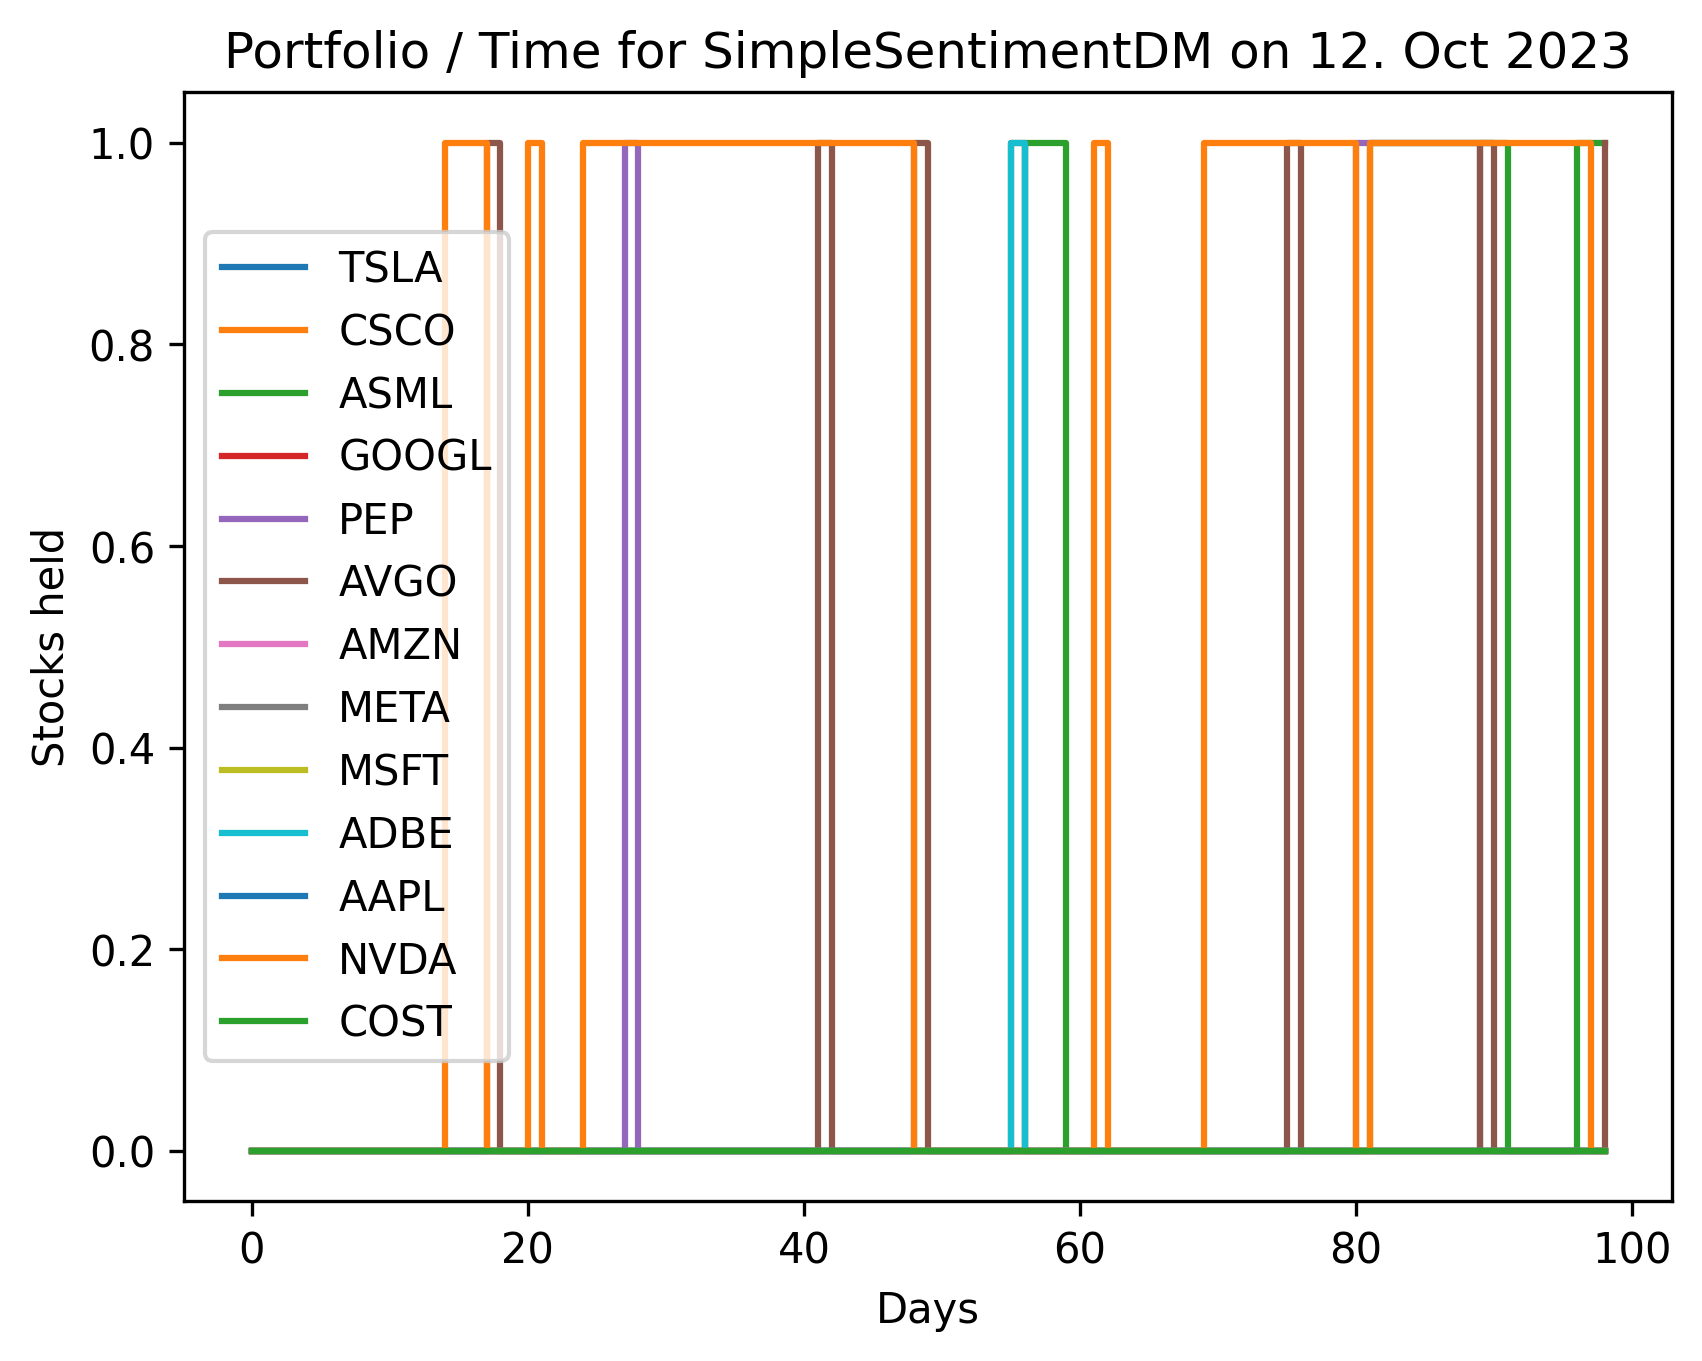 Portfolio / Time for SimpleSentimentDM on 12. Oct 2023
1.0
0.8
0.6
0.4
0.2
0.0
Stocks held
TSLA
CSCO
ASML
GOOGL
PEP
AVGO
AMZN
META
MSFT
ADBE
AAPL
NVDA
COST
0 20 40 60 80 100
Days